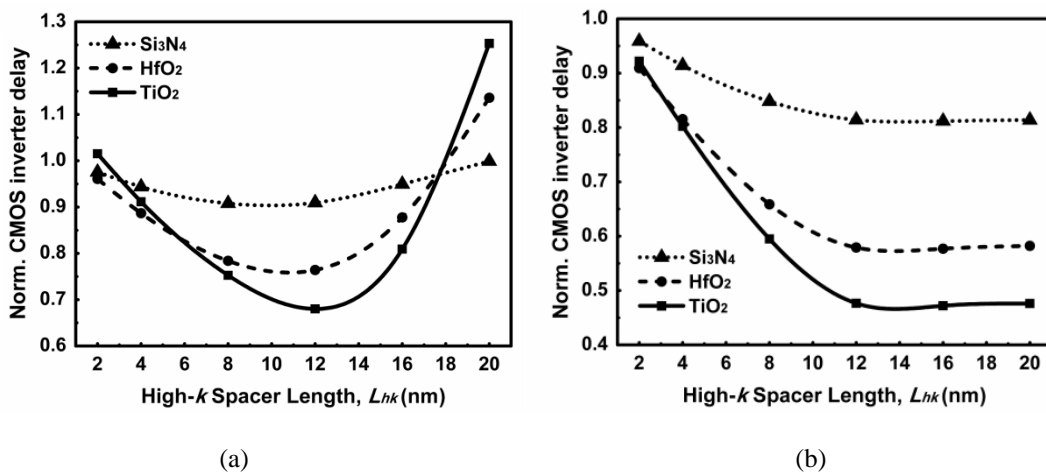 1.3
1.2
1.1
1.0
0.9
0.8
0.7
0.6
Norm. CMOS inverter delay
Si₃N₄
HfO₂
TiO₂
2 4 6 8 10 12 14 16 18 20
High-k Spacer Length, Lhk (nm)
(a)
1.0
0.9
0.8
0.7
0.6
0.5
0.4
Norm. CMOS inverter delay
Si₃N₄
HfO₂
TiO₂
2 4 6 8 10 12 14 16 18 20
High-k Spacer Length, Lhk (nm)
(b)